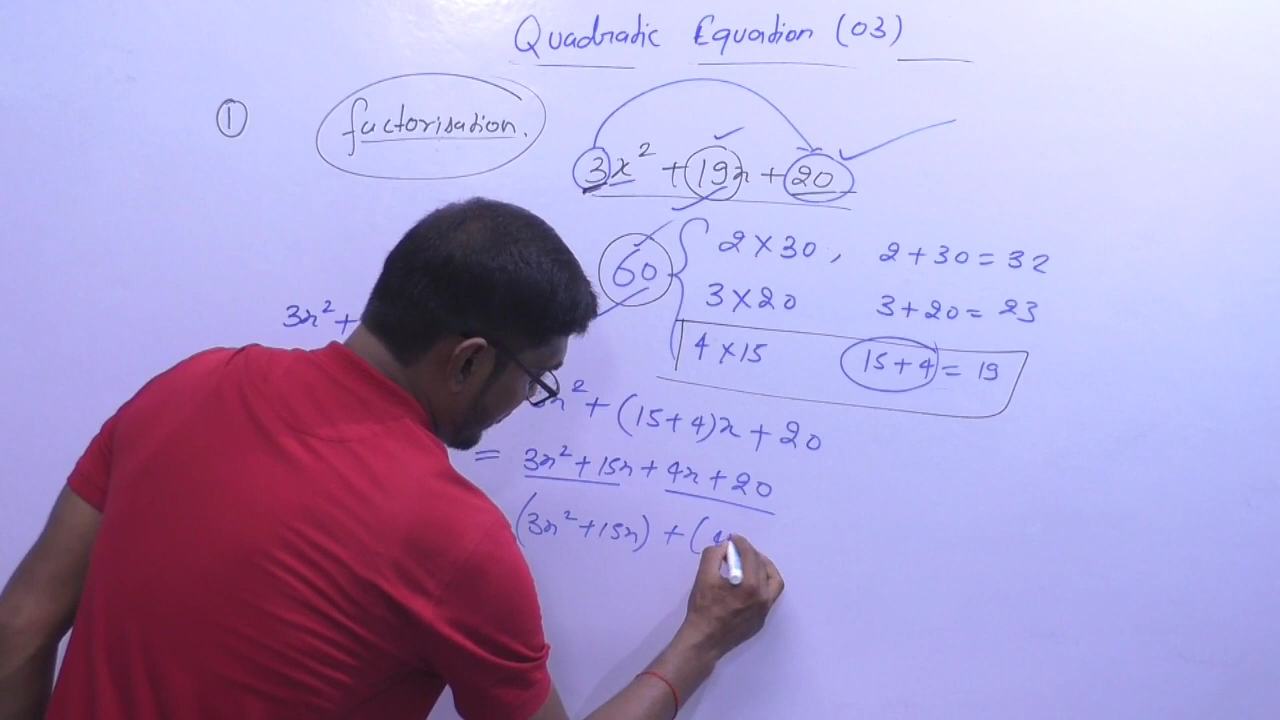 Quadratic Equation (03)
① factorisation.
3x² + 19x + 20
60 { 2 × 30 , 2 + 30 = 32
3 × 20 3 + 20 = 23
4 × 15 15 + 4 = 19
3x² +
x² + (15 + 4)x + 20
= 3x² + 15x + 4x + 20
(3x² + 15x) + (4